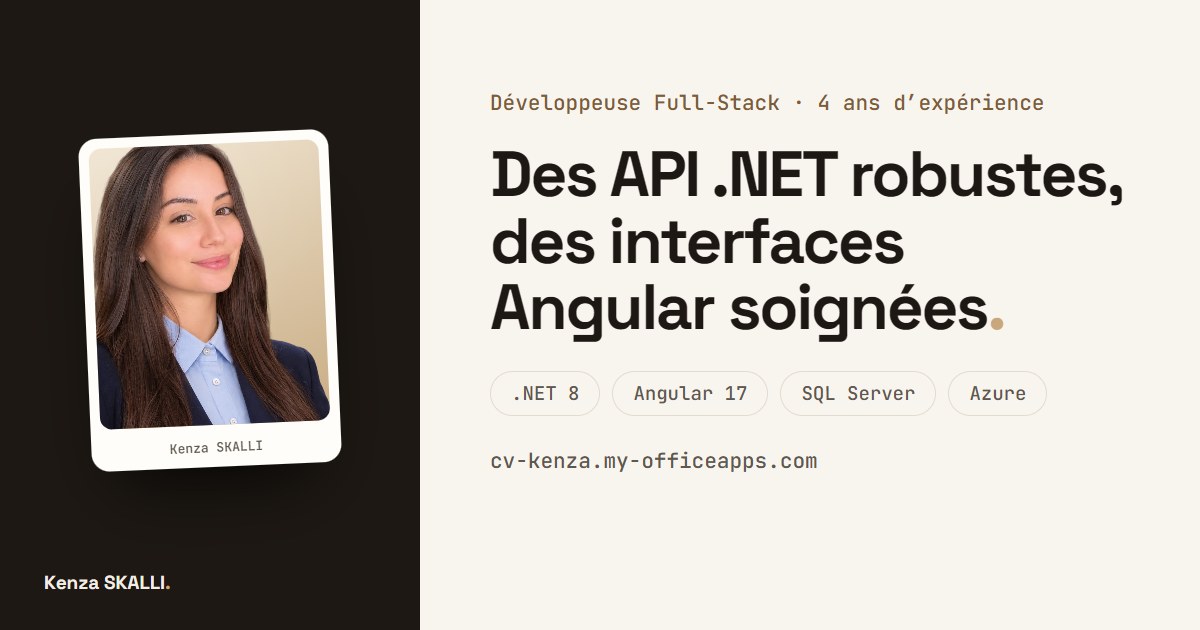 Kenza SKALLI
Kenza SKALLI.
Développeuse Full-Stack · 4 ans d’expérience
Des API .NET robustes,
des interfaces
Angular soignées.
.NET 8
Angular 17
SQL Server
Azure
cv-kenza.my-officeapps.com